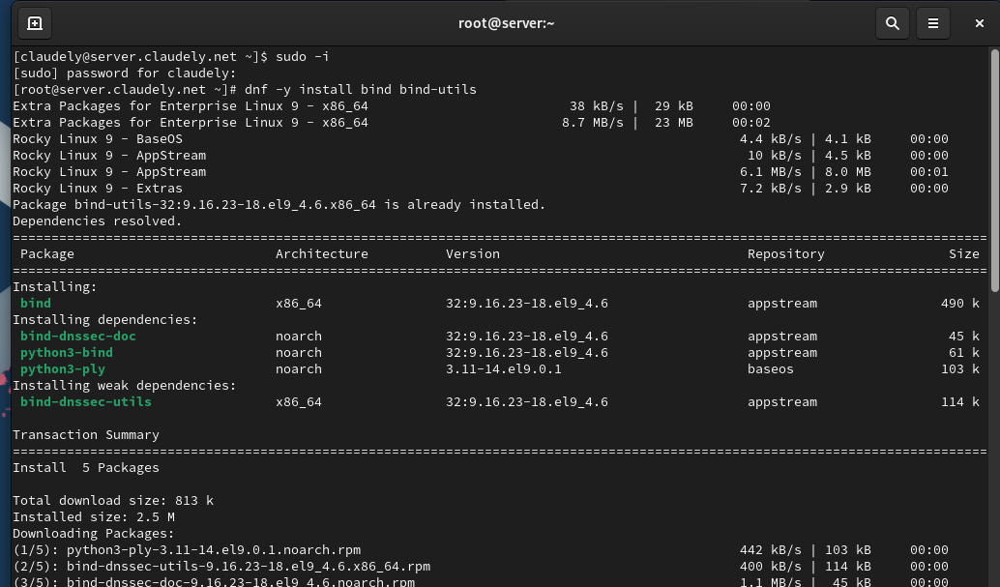 root@server:~
[claudely@server.claudely.net ~]$ sudo -i
[sudo] password for claudely:
[root@server.claudely.net ~]# dnf -y install bind bind-utils
Extra Packages for Enterprise Linux 9 - x86_64 38 kB/s | 29 kB 00:00
Extra Packages for Enterprise Linux 9 - x86_64 8.7 MB/s | 23 MB 00:02
Rocky Linux 9 - BaseOS 4.4 kB/s | 4.1 kB 00:00
Rocky Linux 9 - AppStream 10 kB/s | 4.5 kB 00:00
Rocky Linux 9 - AppStream 6.1 MB/s | 8.0 MB 00:01
Rocky Linux 9 - Extras 7.2 kB/s | 2.9 kB 00:00
Package bind-utils-32:9.16.23-18.el9_4.6.x86_64 is already installed.
Dependencies resolved.
================================================================================
Package Architecture Version Repository Size
================================================================================
Installing:
bind x86_64 32:9.16.23-18.el9_4.6 appstream 490 k
Installing dependencies:
bind-dnssec-doc noarch 32:9.16.23-18.el9_4.6 appstream 45 k
python3-bind noarch 32:9.16.23-18.el9_4.6 appstream 61 k
python3-ply noarch 3.11-14.el9.0.1 baseos 103 k
Installing weak dependencies:
bind-dnssec-utils x86_64 32:9.16.23-18.el9_4.6 appstream 114 k
Transaction Summary
================================================================================
Install 5 Packages
Total download size: 813 k
Installed size: 2.5 M
Downloading Packages:
(1/5): python3-ply-3.11-14.el9.0.1.noarch.rpm 442 kB/s | 103 kB 00:00
(2/5): bind-dnssec-utils-9.16.23-18.el9_4.6.x86_64.rpm 400 kB/s | 114 kB 00:00
(3/5): bind-dnssec-doc-9.16.23-18.el9_4.6.noarch.rpm 1.1 MB/s | 45 kB 00:00